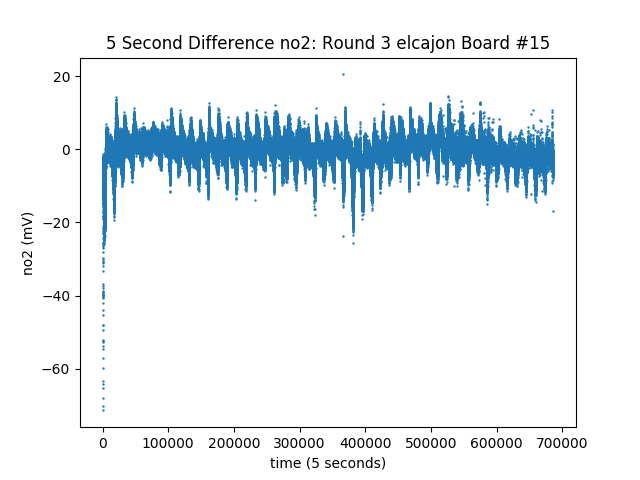 5 Second Difference no2: Round 3 elcajon Board #15
no2 (mV)
20
0
−20
−40
−60
0 100000 200000 300000 400000 500000 600000 700000
time (5 seconds)